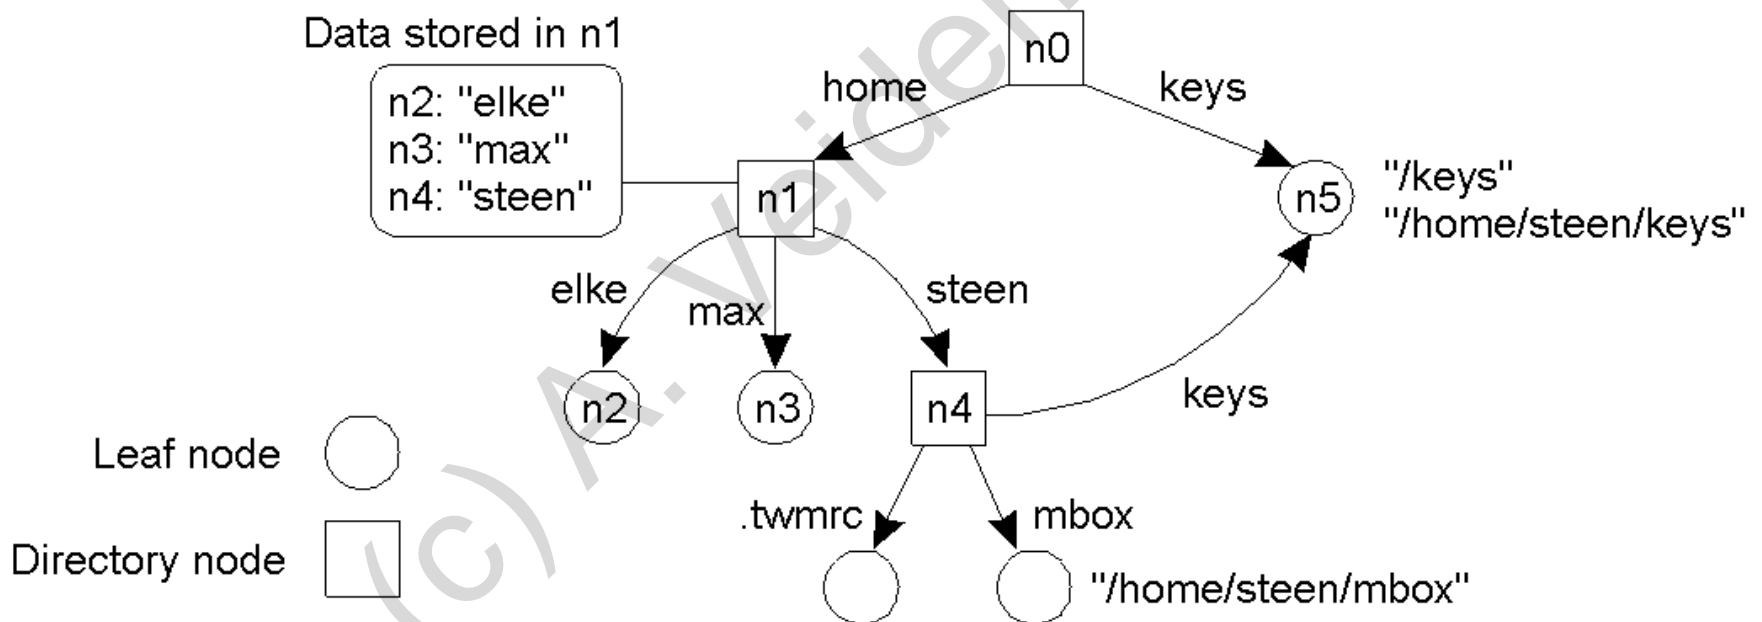 Data stored in n1
n2: "elke"
n3: "max"
n4: "steen"
n0
home
keys
n1
n5
"/keys"
"/home/steen/keys"
elke
max
steen
n2
n3
n4
keys
Leaf node
.twmrc
mbox
Directory node
"/home/steen/mbox"
(c) A. Veiden